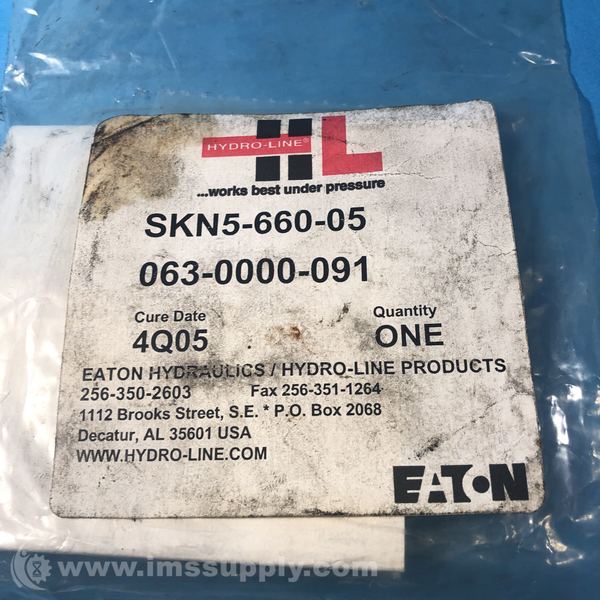 HYDRO-LINE®
HL
...works best under pressure
SKN5-660-05
063-0000-091
Cure Date
4Q05
Quantity
ONE
EATON HYDRAULICS / HYDRO-LINE PRODUCTS
256-350-2603 Fax 256-351-1264
1112 Brooks Street, S.E. * P.O. Box 2068
Decatur, AL 35601 USA
WWW.HYDRO-LINE.COM
EATON
www.imssupply.com